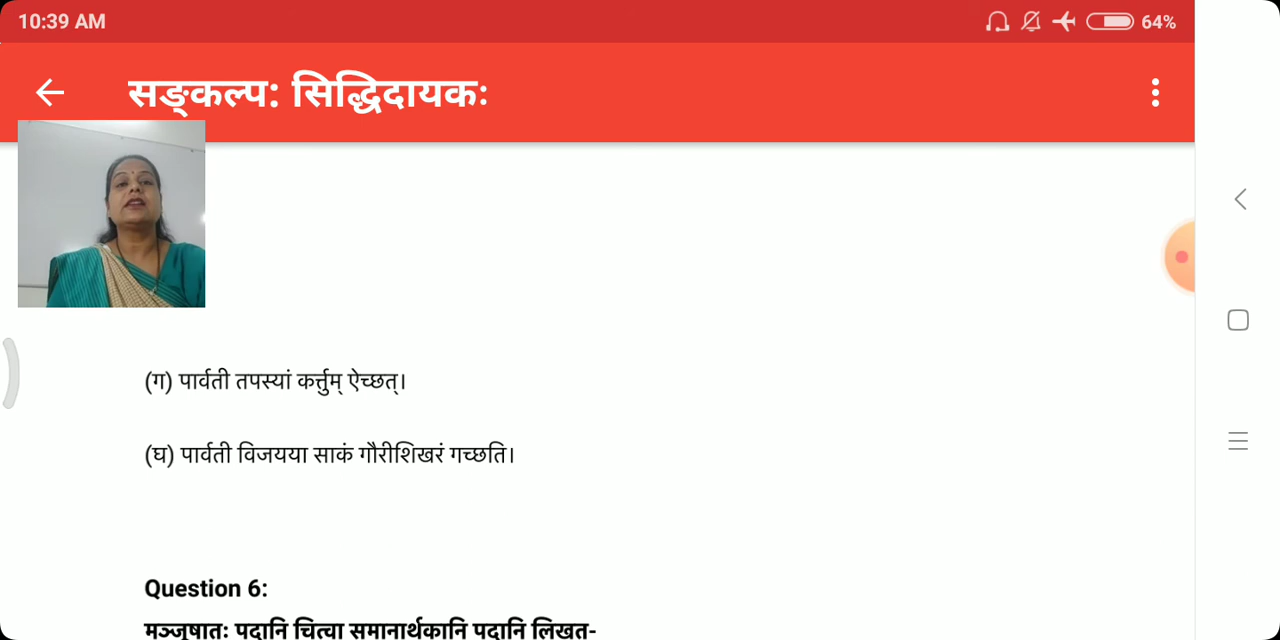 10:39 AM
64%
सङ्कल्प: सिद्धिदायकः
(ग) पार्वती तपस्यां कर्त्तुम् ऐच्छत्।
(घ) पार्वती विजयया साकं गौरीशिखरं गच्छति।
Question 6:
मञ्जूषातः पदानि चित्वा समानार्थकानि पदानि लिखत-